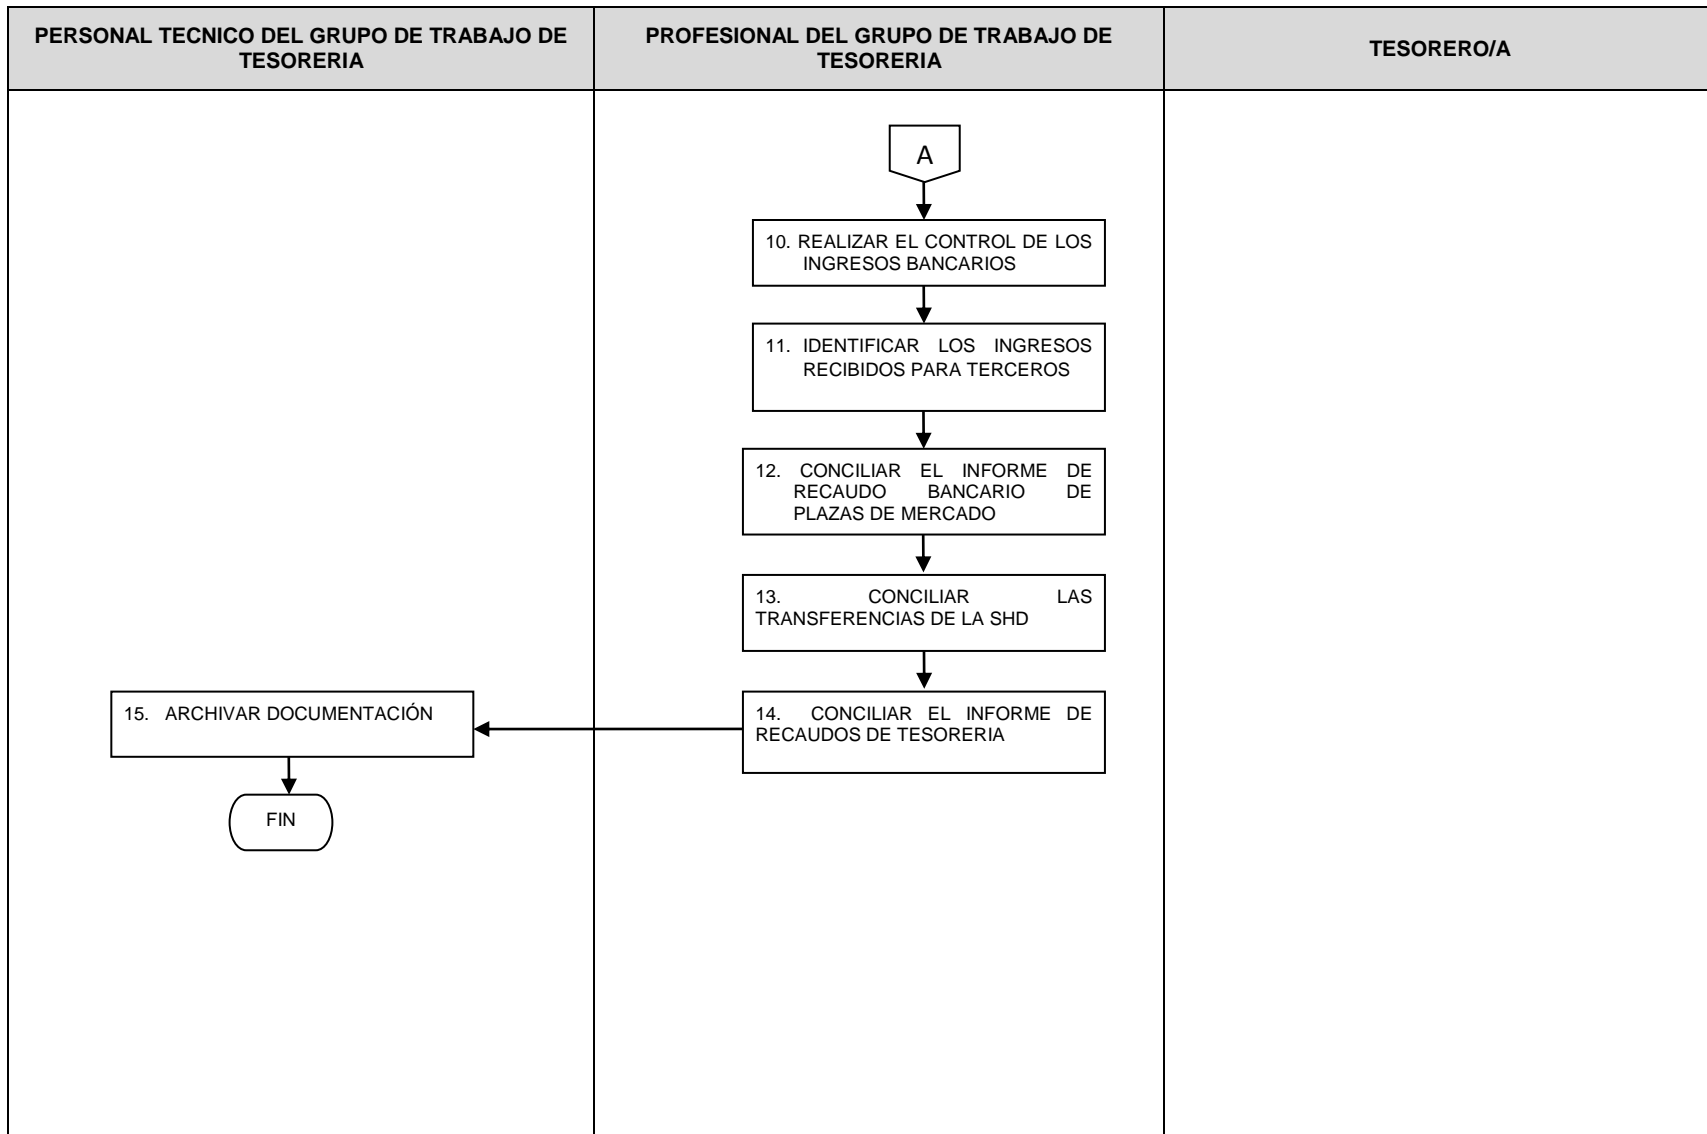 PERSONAL TECNICO DEL GRUPO DE TRABAJO DE
TESORERIA
PROFESIONAL DEL GRUPO DE TRABAJO DE
TESORERIA
TESORERO/A
A
10. REALIZAR EL CONTROL DE LOS
INGRESOS BANCARIOS
11. IDENTIFICAR LOS INGRESOS
RECIBIDOS PARA TERCEROS
12. CONCILIAR EL INFORME DE
RECAUDO BANCARIO DE
PLAZAS DE MERCADO
13. CONCILIAR LAS
TRANSFERENCIAS DE LA SHD
14. CONCILIAR EL INFORME DE
RECAUDOS DE TESORERIA
15. ARCHIVAR DOCUMENTACIÓN
FIN